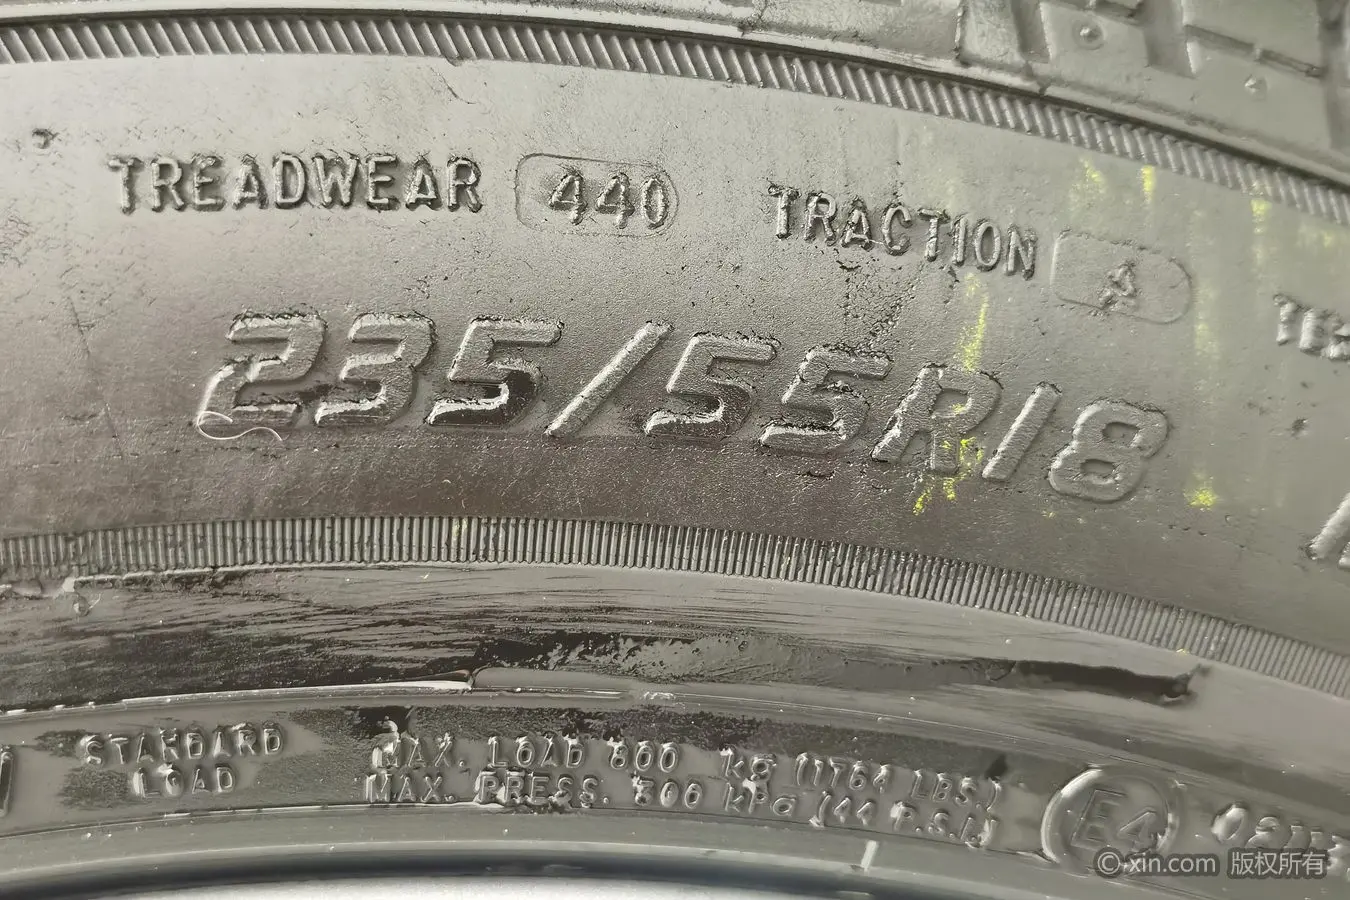 TREADWEAR 440 TRACTION A
235/55R18
STANDARD
LOAD
MAX. LOAD 800 kg (1764 LBS.)
MAX. PRESS. 300 kPa (44 P.S.I.)
E4
© xin.com 版权所有